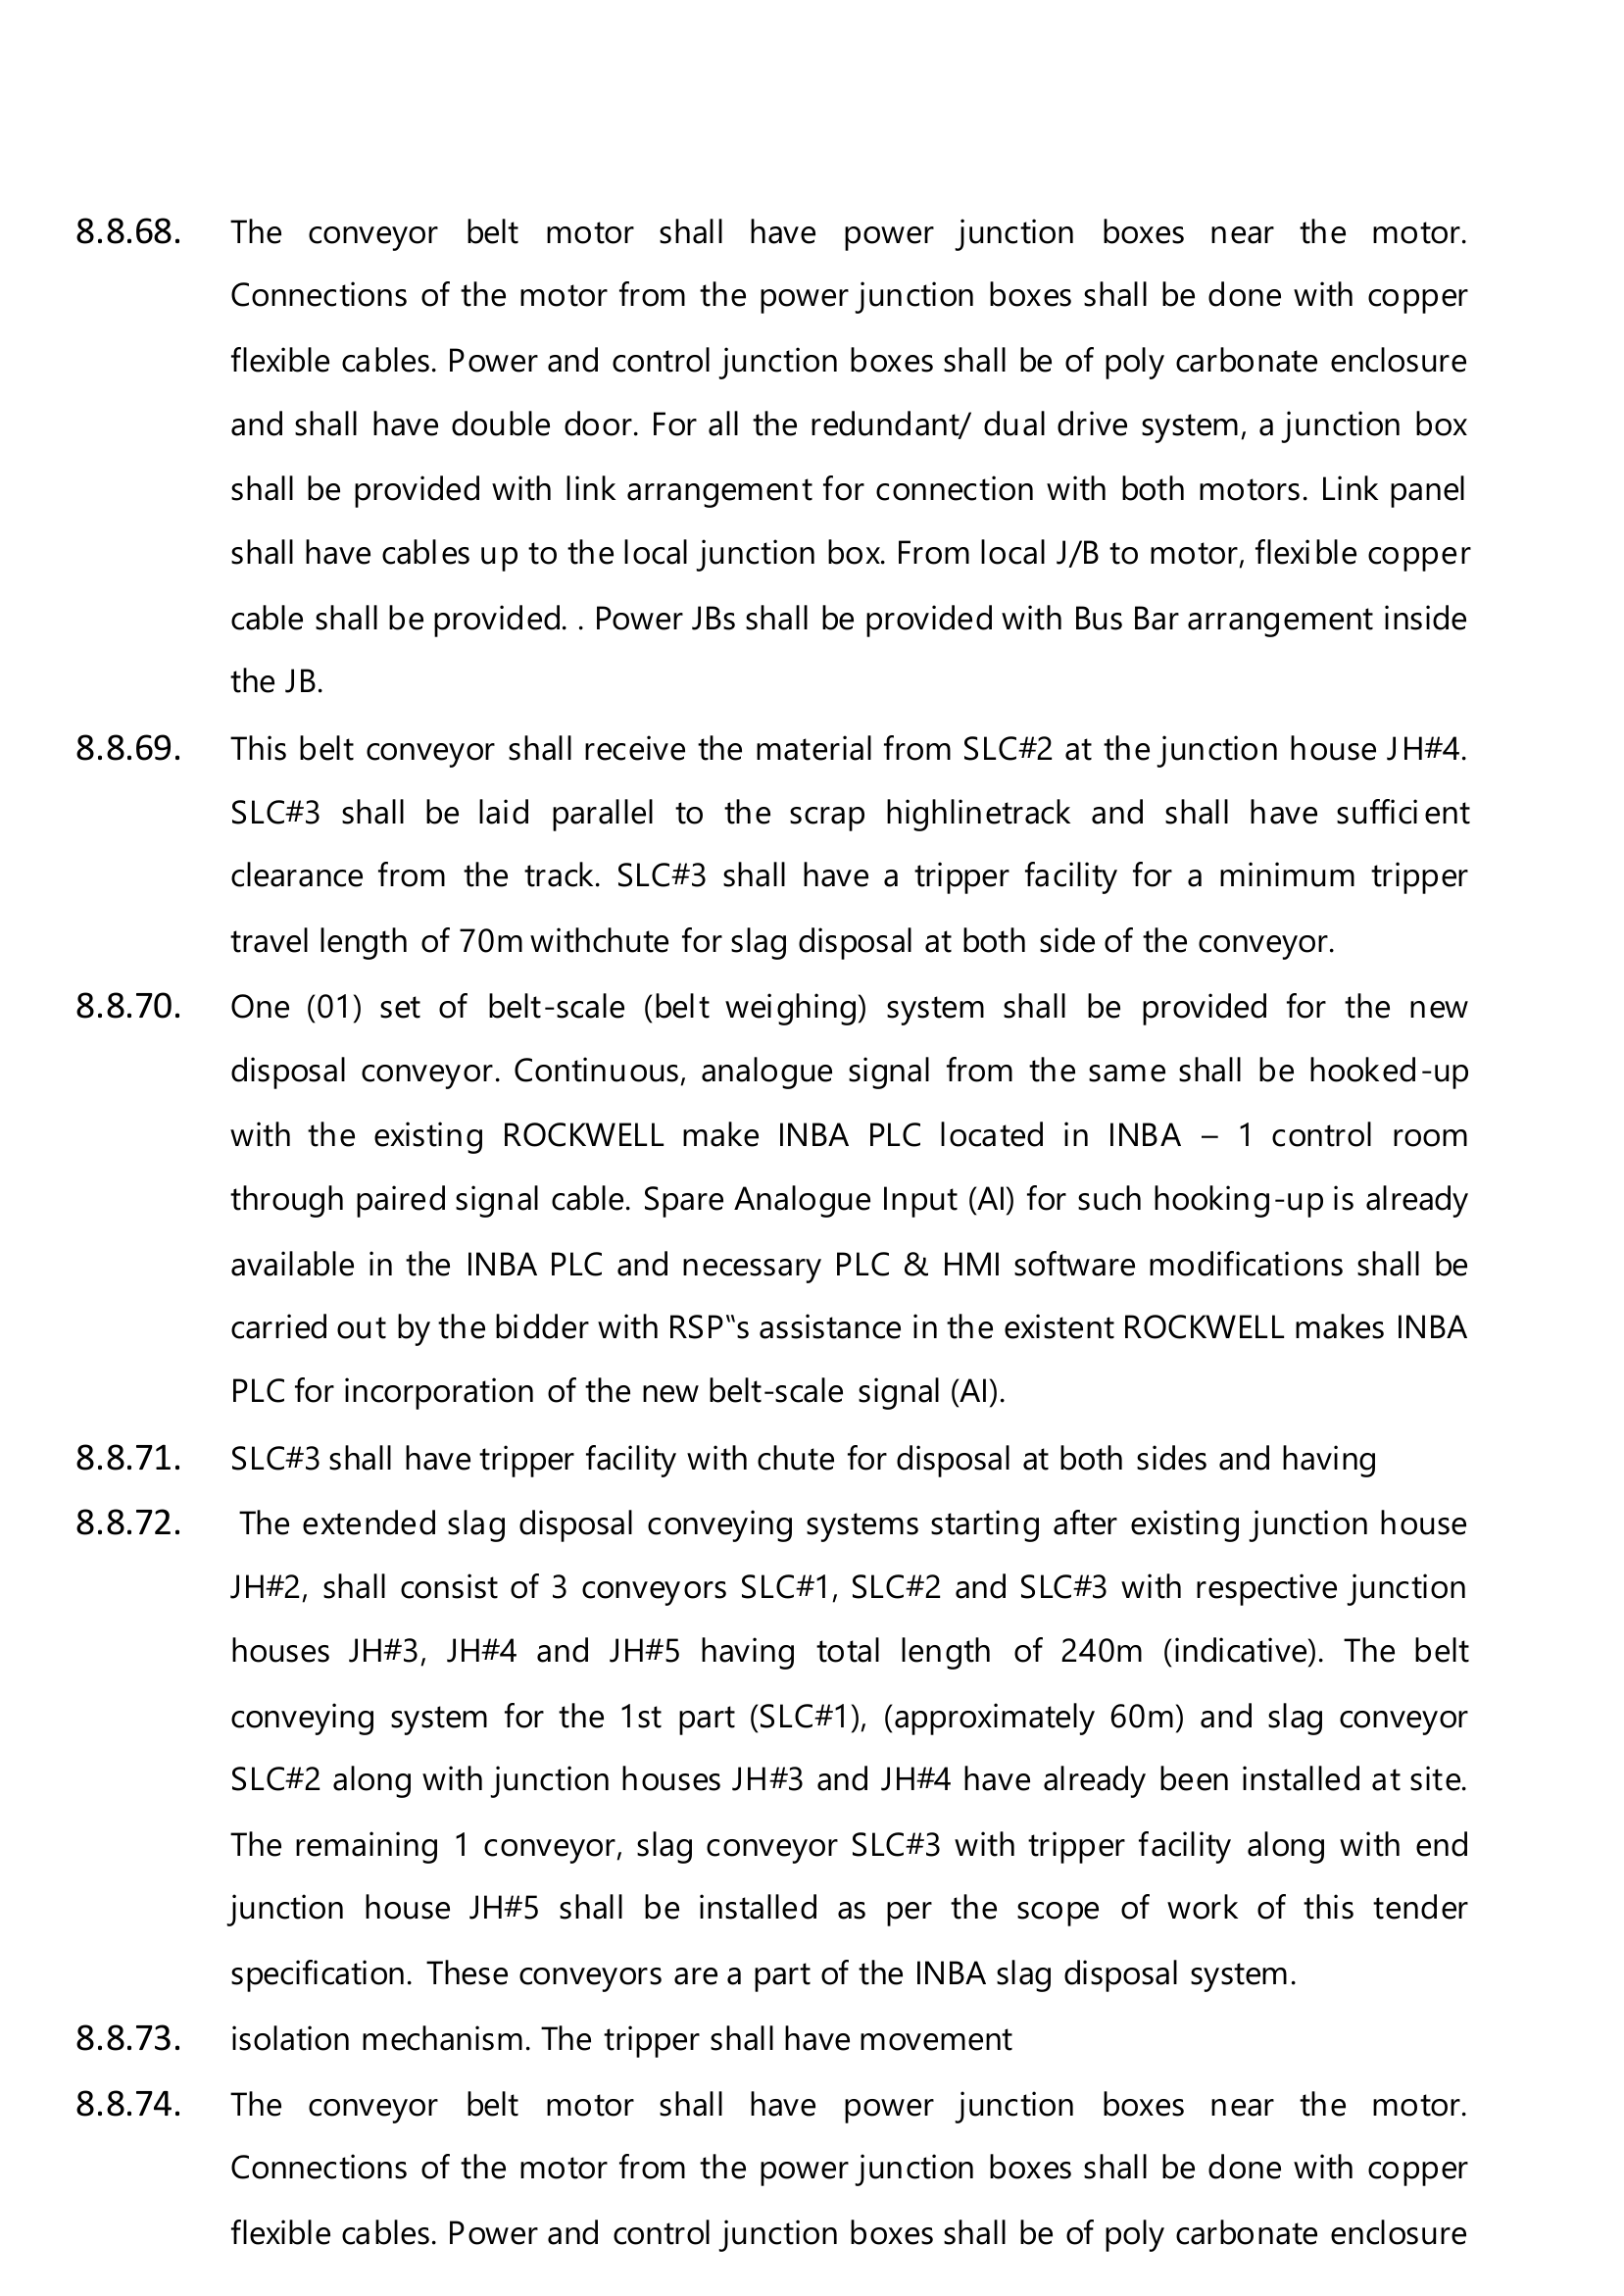 8.8.68. The conveyor belt motor shall have power junction boxes near the motor.
Connections of the motor from the power junction boxes shall be done with copper
flexible cables. Power and control junction boxes shall be of poly carbonate enclosure
and shall have double door. For all the redundant/ dual drive system, a junction box
shall be provided with link arrangement for connection with both motors. Link panel
shall have cables up to the local junction box. From local J/B to motor, flexible copper
cable shall be provided. . Power JBs shall be provided with Bus Bar arrangement inside
the JB.
8.8.69. This belt conveyor shall receive the material from SLC#2 at the junction house JH#4.
SLC#3 shall be laid parallel to the scrap highlinetrack and shall have sufficient
clearance from the track. SLC#3 shall have a tripper facility for a minimum tripper
travel length of 70m withchute for slag disposal at both side of the conveyor.
8.8.70. One (01) set of belt-scale (belt weighing) system shall be provided for the new
disposal conveyor. Continuous, analogue signal from the same shall be hooked-up
with the existing ROCKWELL make INBA PLC located in INBA – 1 control room
through paired signal cable. Spare Analogue Input (AI) for such hooking-up is already
available in the INBA PLC and necessary PLC & HMI software modifications shall be
carried out by the bidder with RSP‟s assistance in the existent ROCKWELL makes INBA
PLC for incorporation of the new belt-scale signal (AI).
8.8.71. SLC#3 shall have tripper facility with chute for disposal at both sides and having
8.8.72. The extended slag disposal conveying systems starting after existing junction house
JH#2, shall consist of 3 conveyors SLC#1, SLC#2 and SLC#3 with respective junction
houses JH#3, JH#4 and JH#5 having total length of 240m (indicative). The belt
conveying system for the 1st part (SLC#1), (approximately 60m) and slag conveyor
SLC#2 along with junction houses JH#3 and JH#4 have already been installed at site.
The remaining 1 conveyor, slag conveyor SLC#3 with tripper facility along with end
junction house JH#5 shall be installed as per the scope of work of this tender
specification. These conveyors are a part of the INBA slag disposal system.
8.8.73. isolation mechanism. The tripper shall have movement
8.8.74. The conveyor belt motor shall have power junction boxes near the motor.
Connections of the motor from the power junction boxes shall be done with copper
flexible cables. Power and control junction boxes shall be of poly carbonate enclosure